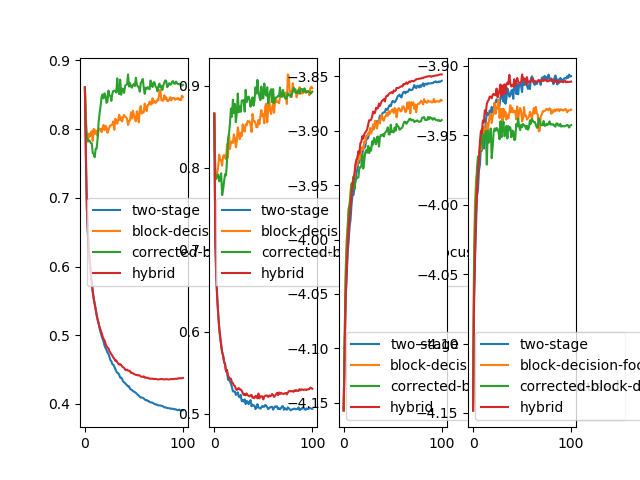 0.9
0.8
0.7
0.6
0.5
0.4
0 100
two-stage
block-decis
corrected-b
hybrid
0.9
0.8
0.6
0.5
0 100
two-stage
block-decis
corrected-b
hybrid
ocus
−3.85
−3.90
−3.95
−4.00
−4.05
−4.10
−4.15
0 100
two-stage
block-decis
corrected-b
hybrid
−3.90
−3.95
−4.00
−4.05
−4.10
−4.15
0 100
two-stage
block-decision-foc
corrected-block-d
hybrid